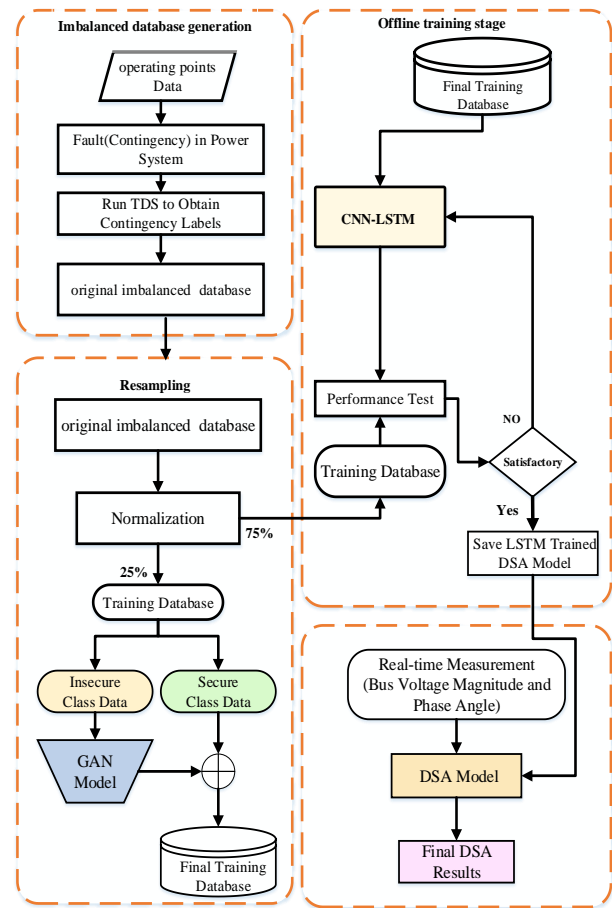 Imbalanced database generation
operating points
Data
Fault(Contingency) in Power
System
Run TDS to Obtain
Contingency Labels
original imbalanced database
Resampling
original imbalanced database
Normalization
75%
25%
Training Database
Insecure
Class Data
Secure
Class Data
GAN
Model
Final Training
Database
Offline training stage
Final Training
Database
CNN-LSTM
Performance Test
NO
Training Database
Satisfactory
Yes
Save LSTM Trained
DSA Model
Real-time Measurement
(Bus Voltage Magnitude and
Phase Angle)
DSA Model
Final DSA
Results